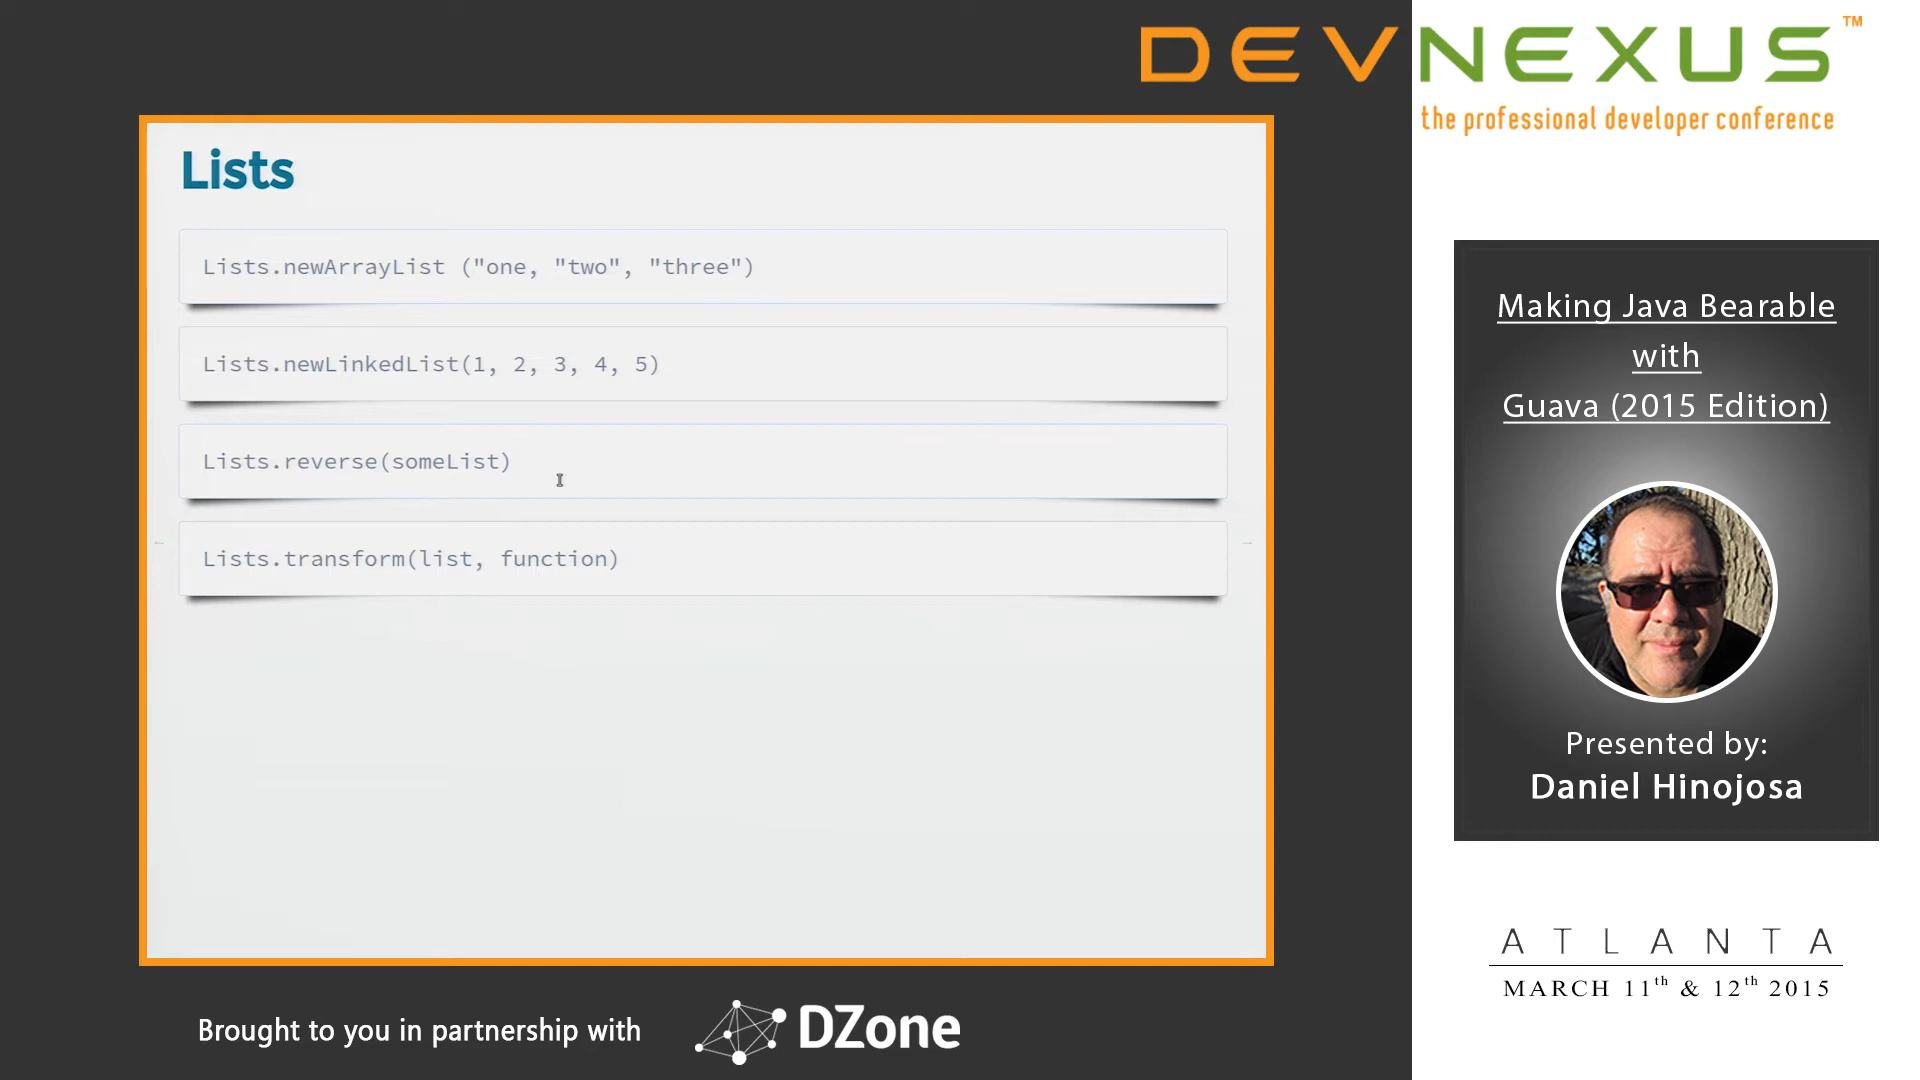 DEVNEXUS™
the professional developer conference
Lists
Lists.newArrayList ("one, "two", "three")
Lists.newLinkedList(1, 2, 3, 4, 5)
Lists.reverse(someList)
Lists.transform(list, function)
Making Java Bearable
with
Guava (2015 Edition)
Presented by:
Daniel Hinojosa
ATLANTA
MARCH 11th & 12th 2015
Brought to you in partnership with
DZone